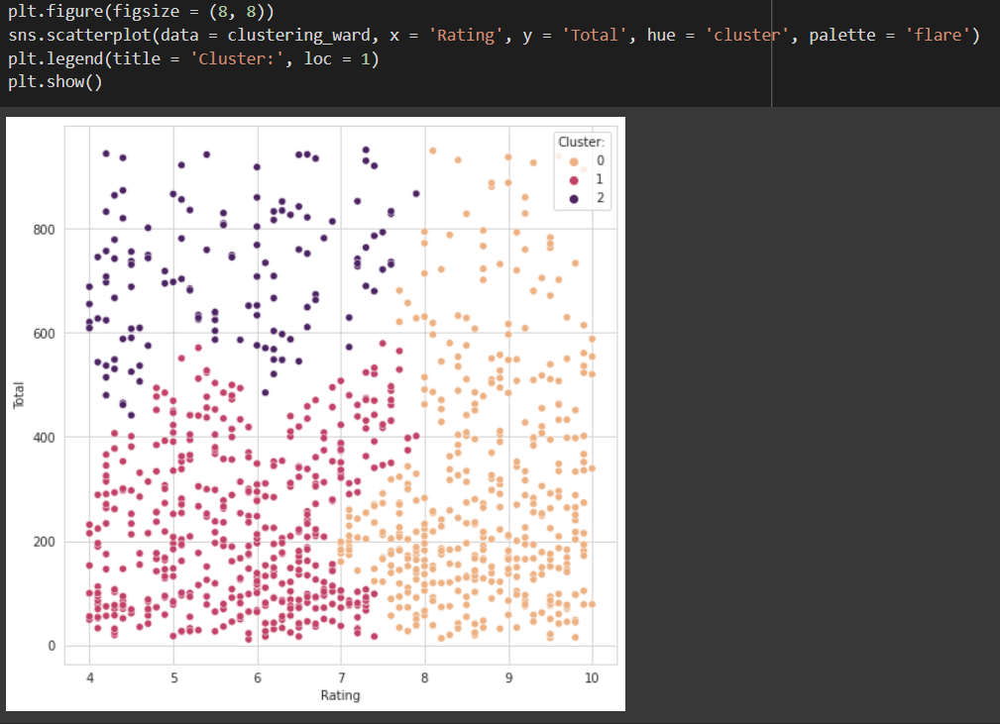 plt.figure(figsize = (8, 8))
sns.scatterplot(data = clustering_ward, x = 'Rating', y = 'Total', hue = 'cluster', palette = 'flare')
plt.legend(title = 'Cluster:', loc = 1)
plt.show()
Cluster:
0
1
2
800
600
400
200
0
Total
4 5 6 7 8 9 10
Rating